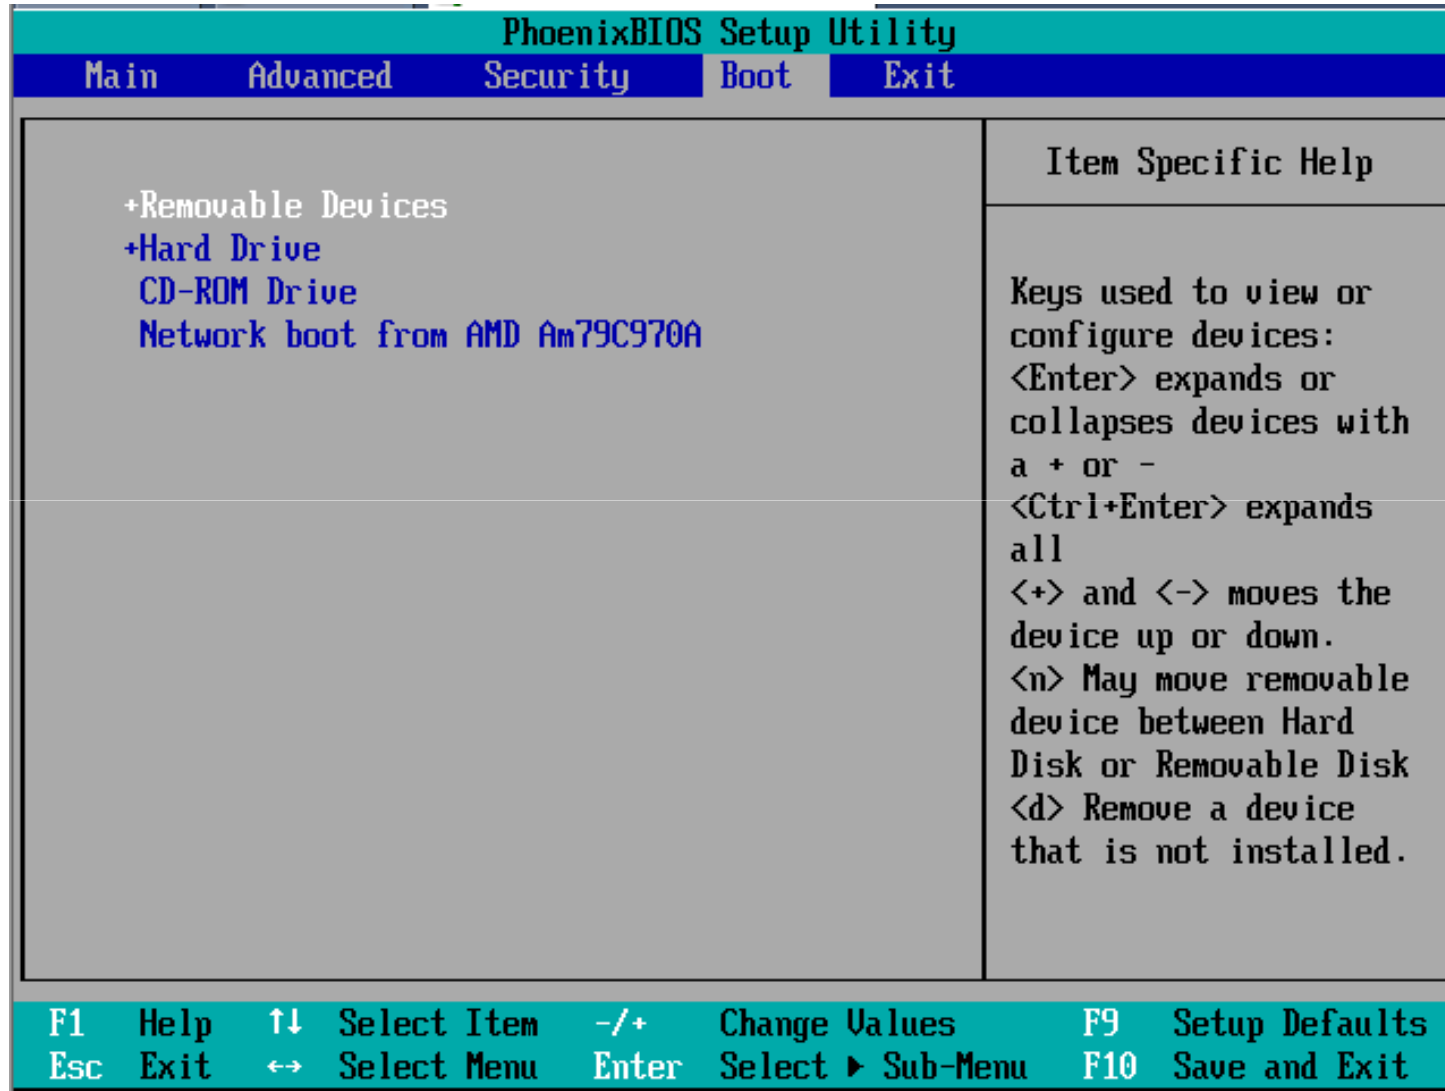 PhoenixBIOS Setup Utility
Main Advanced Security Boot Exit
+Removable Devices
+Hard Drive
CD-ROM Drive
Network boot from AMD Am79C970A
Item Specific Help
Keys used to view or
configure devices:
<Enter> expands or
collapses devices with
a + or -
<Ctrl+Enter> expands
all
<+> and <-> moves the
device up or down.
<n> May move removable
device between Hard
Disk or Removable Disk
<d> Remove a device
that is not installed.
F1 Help ↑↓ Select Item -/+ Change Values F9 Setup Defaults
Esc Exit ↔ Select Menu Enter Select ▶ Sub-Menu F10 Save and Exit